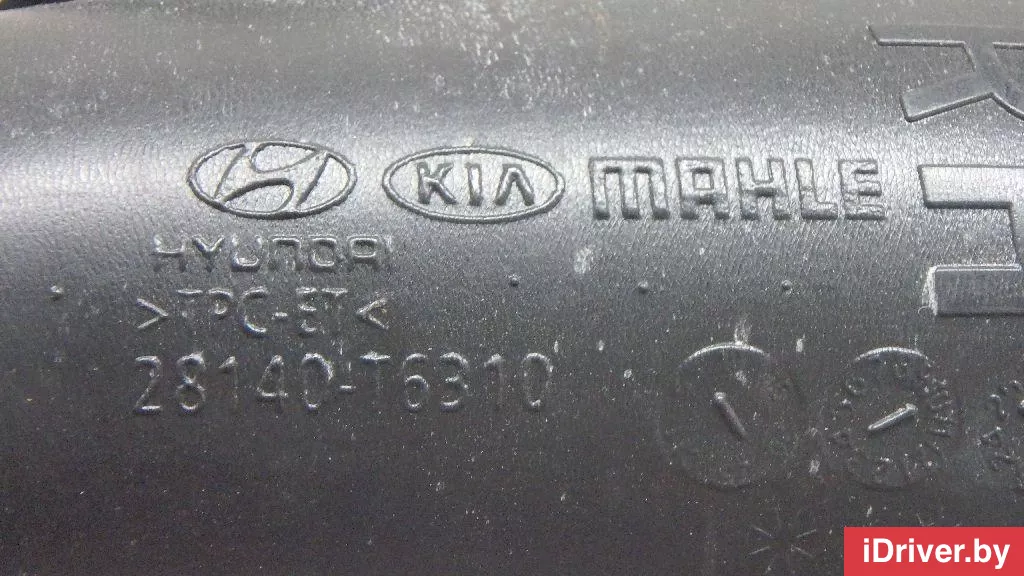 KIA MAHLE
HYUNDAI
>TPC-ET<
28140-T6310
iDriver.by